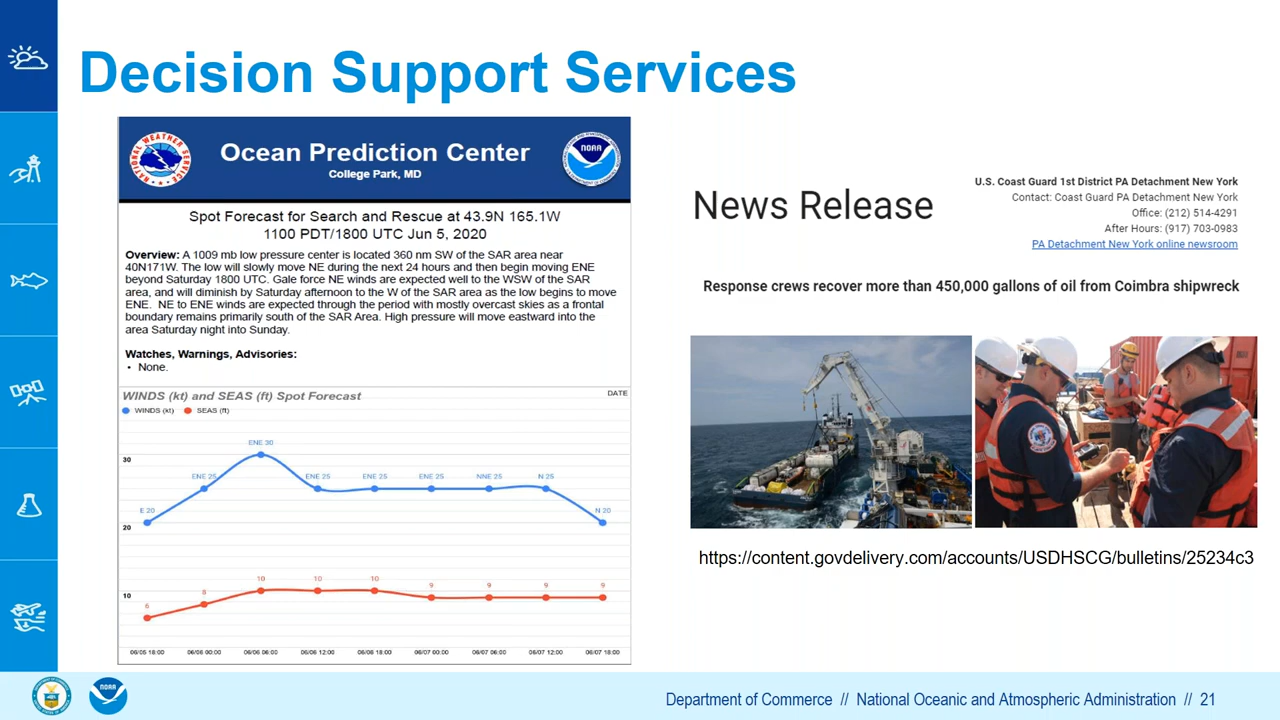 Decision Support Services
NATIONAL WEATHER SERVICE
Ocean Prediction Center
College Park, MD
NOAA
Spot Forecast for Search and Rescue at 43.9N 165.1W
1100 PDT/1800 UTC Jun 5, 2020
Overview: A 1009 mb low pressure center is located 360 nm SW of the SAR area near
40N171W. The low will slowly move NE during the next 24 hours and then begin moving ENE
beyond Saturday 1800 UTC. Gale force NE winds are expected well to the WSW of the SAR
area, and will diminish by Saturday afternoon to the W of the SAR area as the low begins to move
ENE. NE to ENE winds are expected through the period with mostly overcast skies as a frontal
boundary remains primarily south of the SAR Area. High pressure will move eastward into the
area Saturday night into Sunday.
Watches, Warnings, Advisories:
• None.
WINDS (kt) and SEAS (ft) Spot Forecast
DATE
WINDS (kt) SEAS (ft)
30
20
10
E 20
ENE 25
ENE 30
ENE 25
ENE 25
ENE 25
NNE 25
N 25
N 20
6
8
10
10
10
9
9
9
9
06/05 18:00 06/06 00:00 06/06 06:00 06/06 12:00 06/06 18:00 06/07 00:00 06/07 06:00 06/07 12:00 06/07 18:00
News Release
U.S. Coast Guard 1st District PA Detachment New York
Contact: Coast Guard PA Detachment New York
Office: (212) 514-4291
After Hours: (917) 703-0983
PA Detachment New York online newsroom
Response crews recover more than 450,000 gallons of oil from Coimbra shipwreck
https://content.govdelivery.com/accounts/USDHSCG/bulletins/25234c3
NOAA
Department of Commerce // National Oceanic and Atmospheric Administration // 21